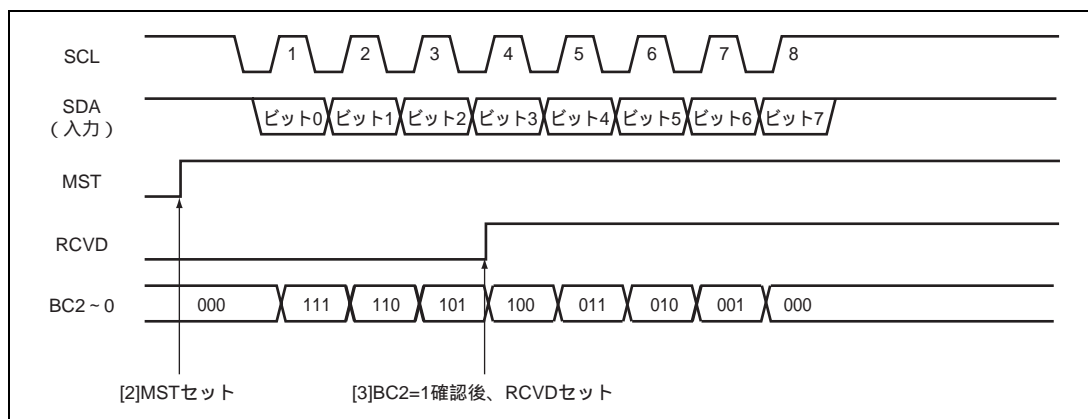 SCL 1 2 3 4 5 6 7 8
SDA ビット0 ビット1 ビット2 ビット3 ビット4 ビット5 ビット6 ビット7
(入力)
MST
RCVD
BC2~0 000 111 110 101 100 011 010 001 000
[2]MSTセット [3]BC2=1確認後、RCVDセット